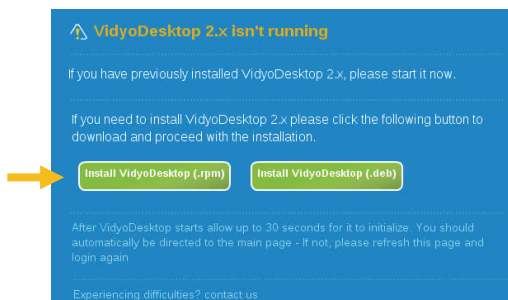 VidyoDesktop 2.x isn't running
If you have previously installed VidyoDesktop 2.x, please start it now.
If you need to install VidyoDesktop 2.x please click the following button to
download and proceed with the installation.
Install VidyoDesktop (.rpm) Install VidyoDesktop (.deb)
After VidyoDesktop starts allow up to 30 seconds for it to initialize. You should
automatically be directed to the main page - If not, please refresh this page and
login again
Experiencing difficulties? contact us